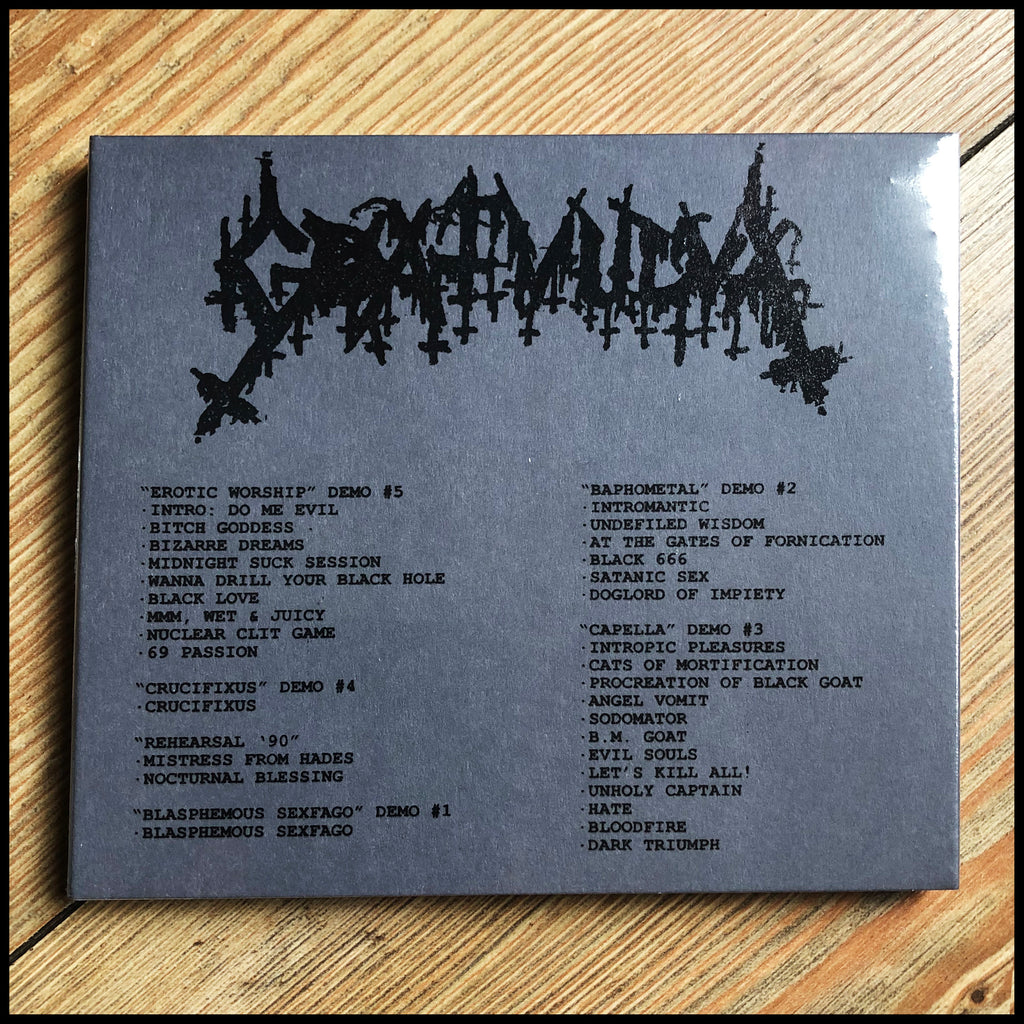 GOATVULVA
"EROTIC WORSHIP" DEMO #5
·INTRO: DO ME EVIL
·BITCH GODDESS
·BIZARRE DREAMS
·MIDNIGHT SUCK SESSION
·WANNA DRILL YOUR BLACK HOLE
·BLACK LOVE
·MMM, WET & JUICY
·NUCLEAR CLIT GAME
·69 PASSION
"CRUCIFIXUS" DEMO #4
·CRUCIFIXUS
"REHEARSAL '90"
·MISTRESS FROM HADES
·NOCTURNAL BLESSING
"BLASPHEMOUS SEXFAGO" DEMO #1
·BLASPHEMOUS SEXFAGO
"BAPHOMETAL" DEMO #2
·INTROMANTIC
·UNDEFILED WISDOM
·AT THE GATES OF FORNICATION
·BLACK 666
·SATANIC SEX
·DOGLORD OF IMPIETY
"CAPELLA" DEMO #3
·INTROPIC PLEASURES
·CATS OF MORTIFICATION
·PROCREATION OF BLACK GOAT
·ANGEL VOMIT
·SODOMATOR
·B.M. GOAT
·EVIL SOULS
·LET'S KILL ALL!
·UNHOLY CAPTAIN
·HATE
·BLOODFIRE
·DARK TRIUMPH